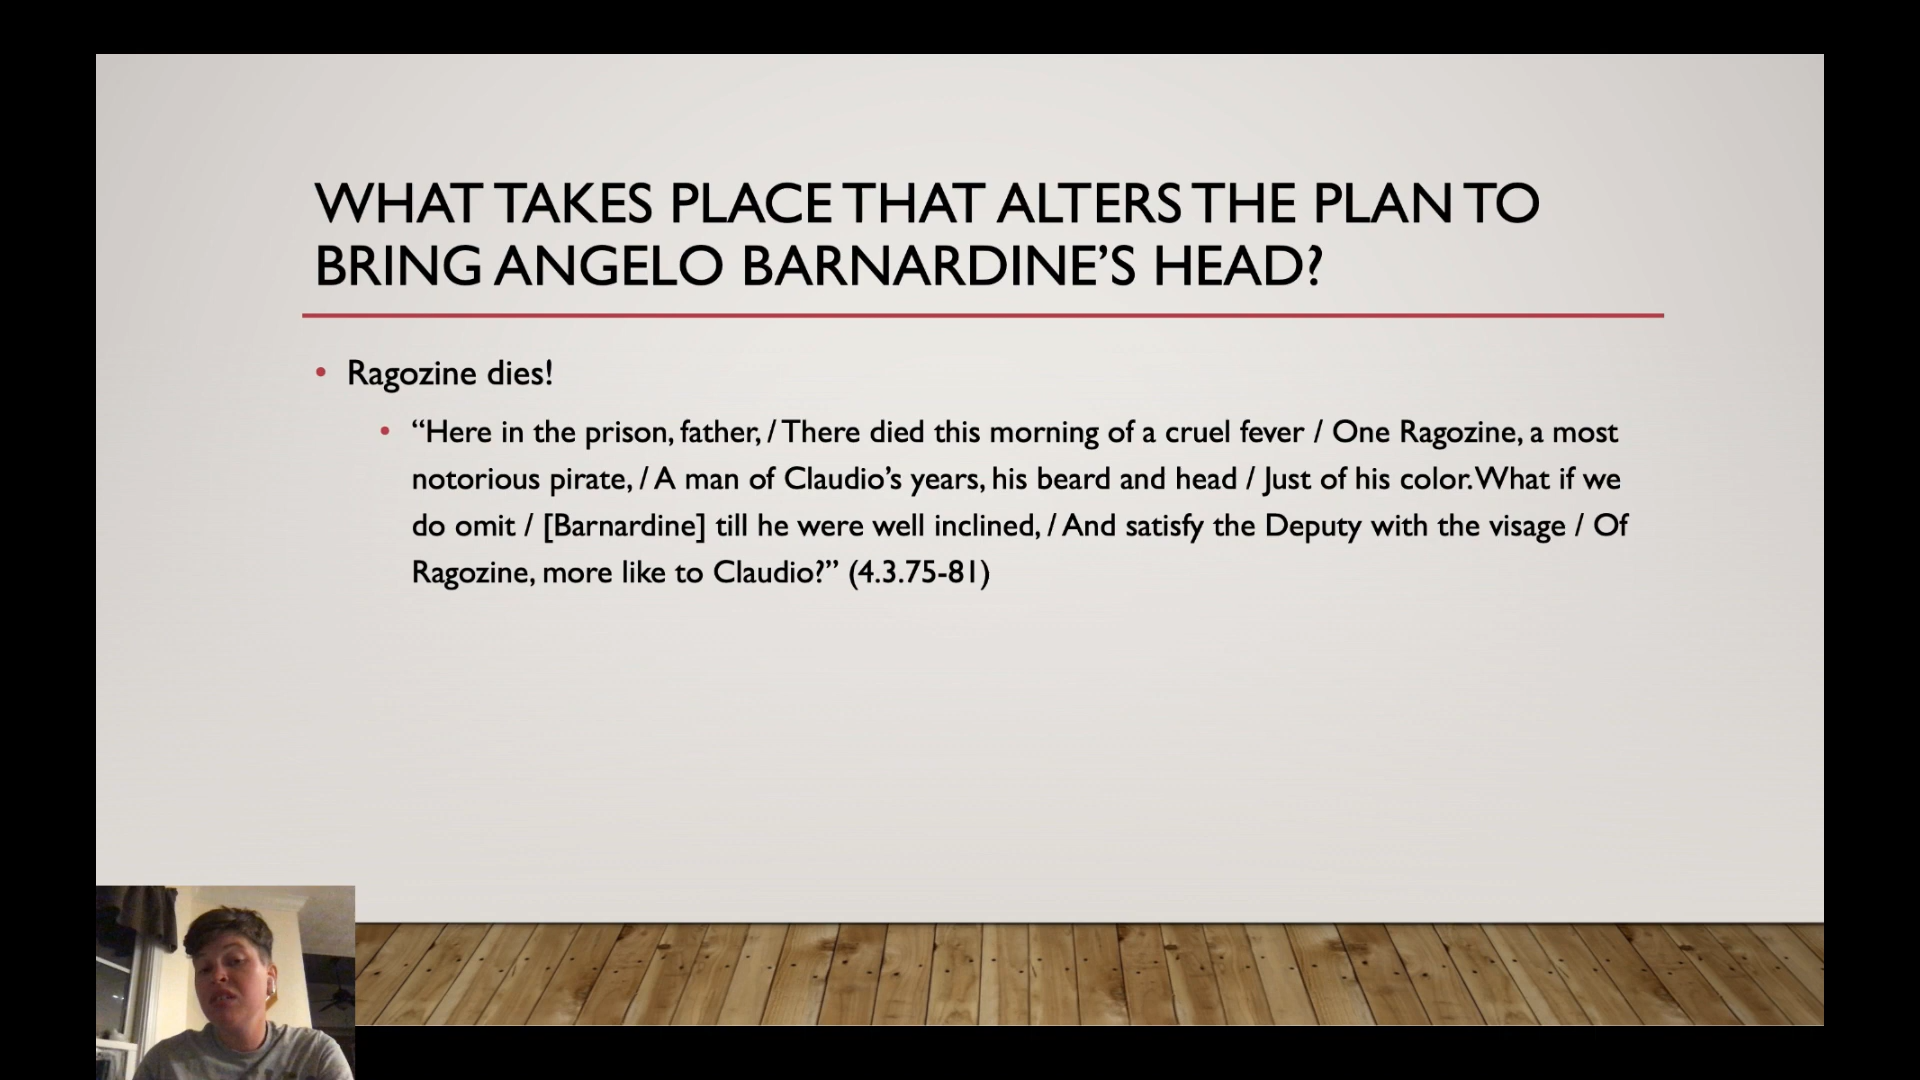 WHAT TAKES PLACE THAT ALTERS THE PLAN TO
BRING ANGELO BARNARDINE’S HEAD?
• Ragozine dies!
• “Here in the prison, father, / There died this morning of a cruel fever / One Ragozine, a most
notorious pirate, / A man of Claudio’s years, his beard and head / Just of his color. What if we
do omit / [Barnardine] till he were well inclined, / And satisfy the Deputy with the visage / Of
Ragozine, more like to Claudio?” (4.3.75-81)